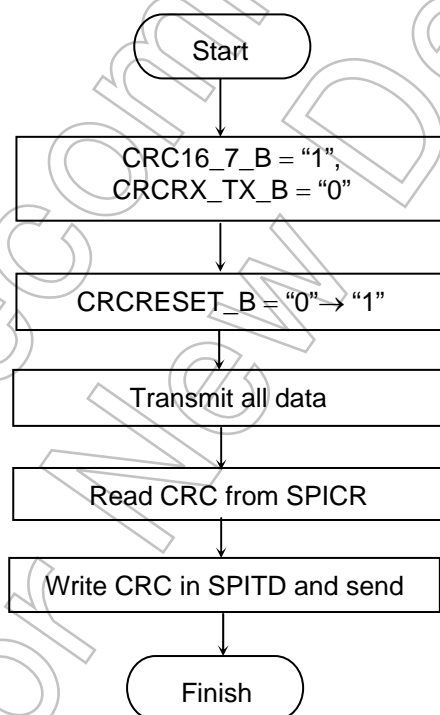 Start
CRC16_7_B = “1”,
CRCRX_TX_B = “0”
CRCRESET_B = “0”→ “1”
Transmit all data
Read CRC from SPICR
Write CRC in SPITD and send
Finish